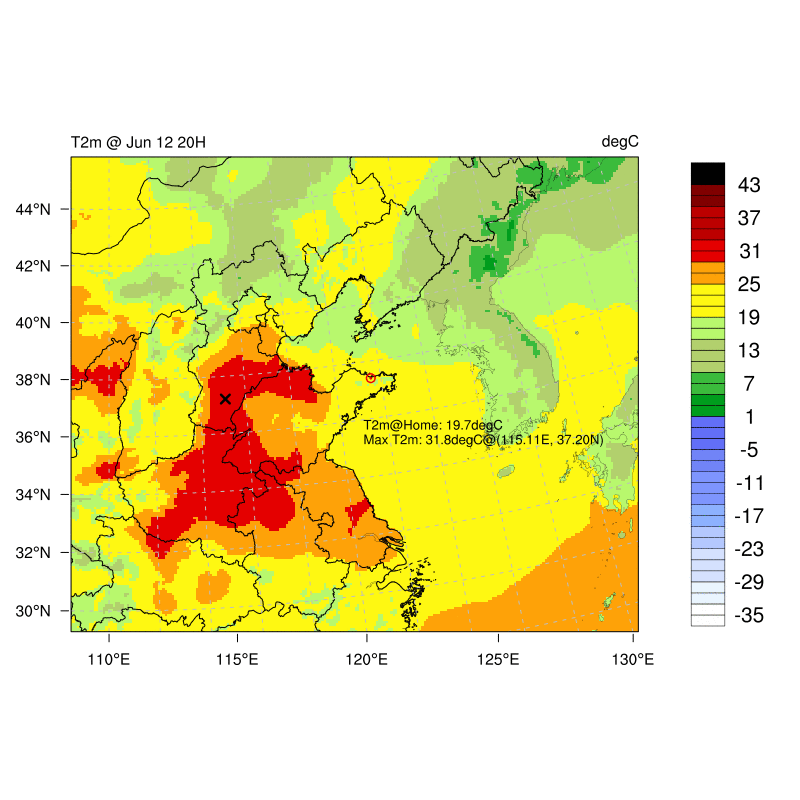 T2m @ Jun 12 20H
degC
44°N
42°N
40°N
38°N
36°N
34°N
32°N
30°N
T2m@Home: 19.7degC
Max T2m: 31.8degC@(115.11E, 37.20N)
110°E
115°E
120°E
125°E
130°E
43
37
31
25
19
13
7
1
-5
-11
-17
-23
-29
-35